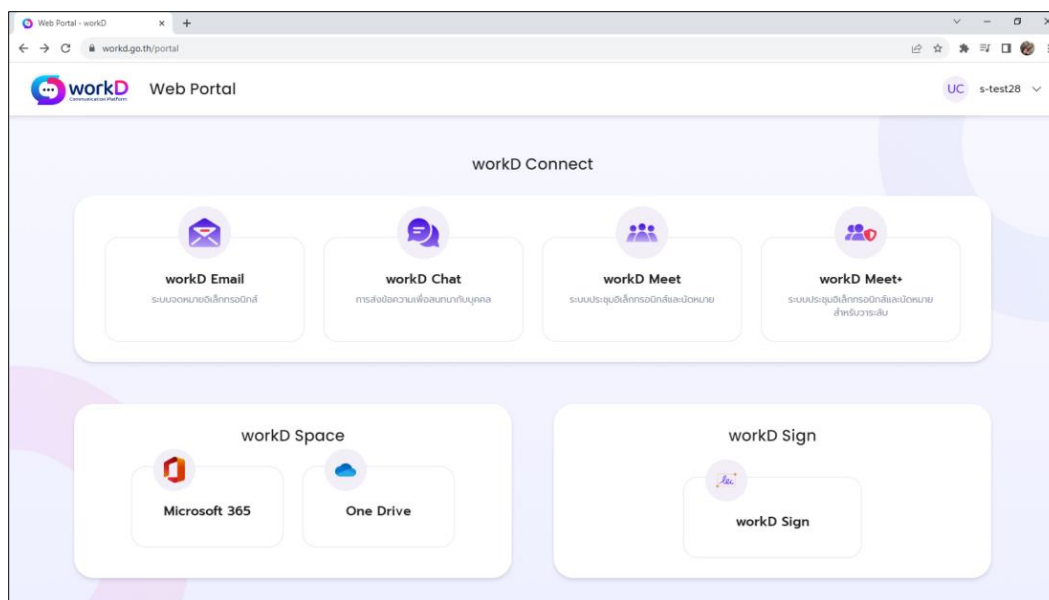 Web Portal - workD
workd.go.th/portal
workD
Communication Platform
Web Portal
UC
s-test28
workD Connect
workD Email
ระบบจดหมายอิเล็กทรอนิกส์
workD Chat
การส่งข้อความเพื่อสนทนากับบุคคล
workD Meet
ระบบประชุมอิเล็กทรอนิกส์และนัดหมาย
workD Meet+
ระบบประชุมอิเล็กทรอนิกส์และนัดหมาย
สำหรับวาระลับ
workD Space
Microsoft 365
One Drive
workD Sign
workD Sign